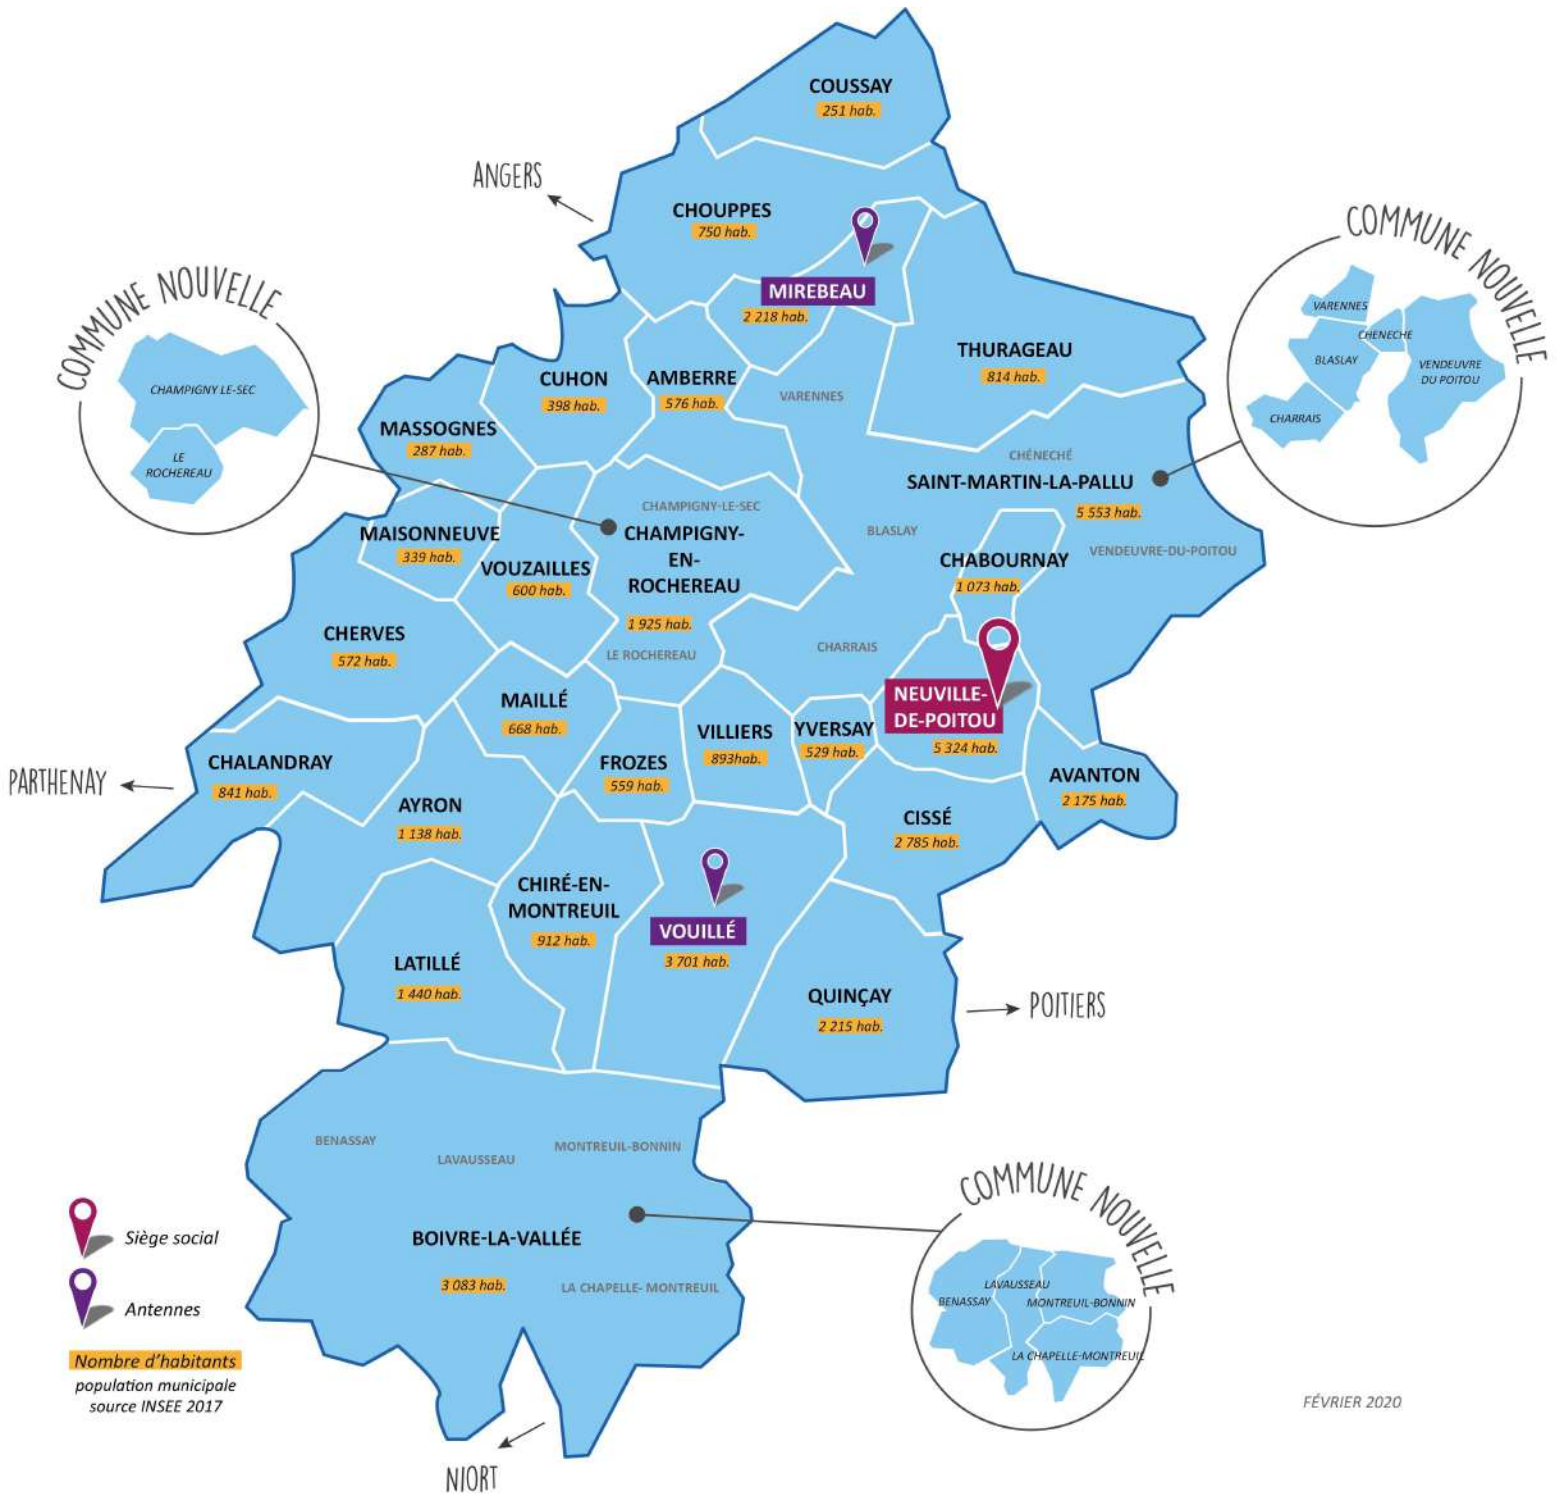 COUSSAY
251 hab.
ANGERS
CHOUPPES
750 hab.
MIREBEAU
2 218 hab.
COMMUNE NOUVELLE
VARENNES
CHENECHE
BLASLAY
VENDEUVRE
DU POITOU
CHARRAIS
COMMUNE NOUVELLE
CHAMPIGNY LE-SEC
LE
ROCHEREAU
THURAGEAU
814 hab.
CUHON
398 hab.
AMBERRE
576 hab.
VARENNES
MASSOGNES
287 hab.
CHÉNECHÉ
SAINT-MARTIN-LA-PALLU
5 553 hab.
CHAMPIGNY-LE-SEC
CHAMPIGNY-
EN-
ROCHEREAU
1 925 hab.
LE ROCHEREAU
MAISONNEUVE
339 hab.
VOUZAILLES
600 hab.
BLASLAY
CHABOURNAY
1 073 hab.
VENDEUVRE-DU-POITOU
CHERVES
572 hab.
CHARRAIS
MAILLÉ
668 hab.
NEUVILLE-
DE-POITOU
5 324 hab.
VILLIERS
893hab.
YVERSAY
529 hab.
FROZES
559 hab.
CHALANDRAY
841 hab.
PARTHENAY
AVANTON
2 175 hab.
AYRON
1 138 hab.
CISSÉ
2 785 hab.
CHIRÉ-EN-
MONTREUIL
912 hab.
VOUILLÉ
3 701 hab.
LATILLÉ
1 440 hab.
QUINÇAY
2 215 hab.
POITIERS
BENASSAY
LAVAUSSEAU
MONTREUIL-BONNIN
BOIVRE-LA-VALLÉE
3 083 hab.
LA CHAPELLE- MONTREUIL
COMMUNE NOUVELLE
LAVAUSSEAU
BENASSAY
MONTREUIL-BONNIN
LA CHAPELLE-MONTREUIL
Siège social
Antennes
Nombre d'habitants
population municipale
source INSEE 2017
NIORT
FÉVRIER 2020